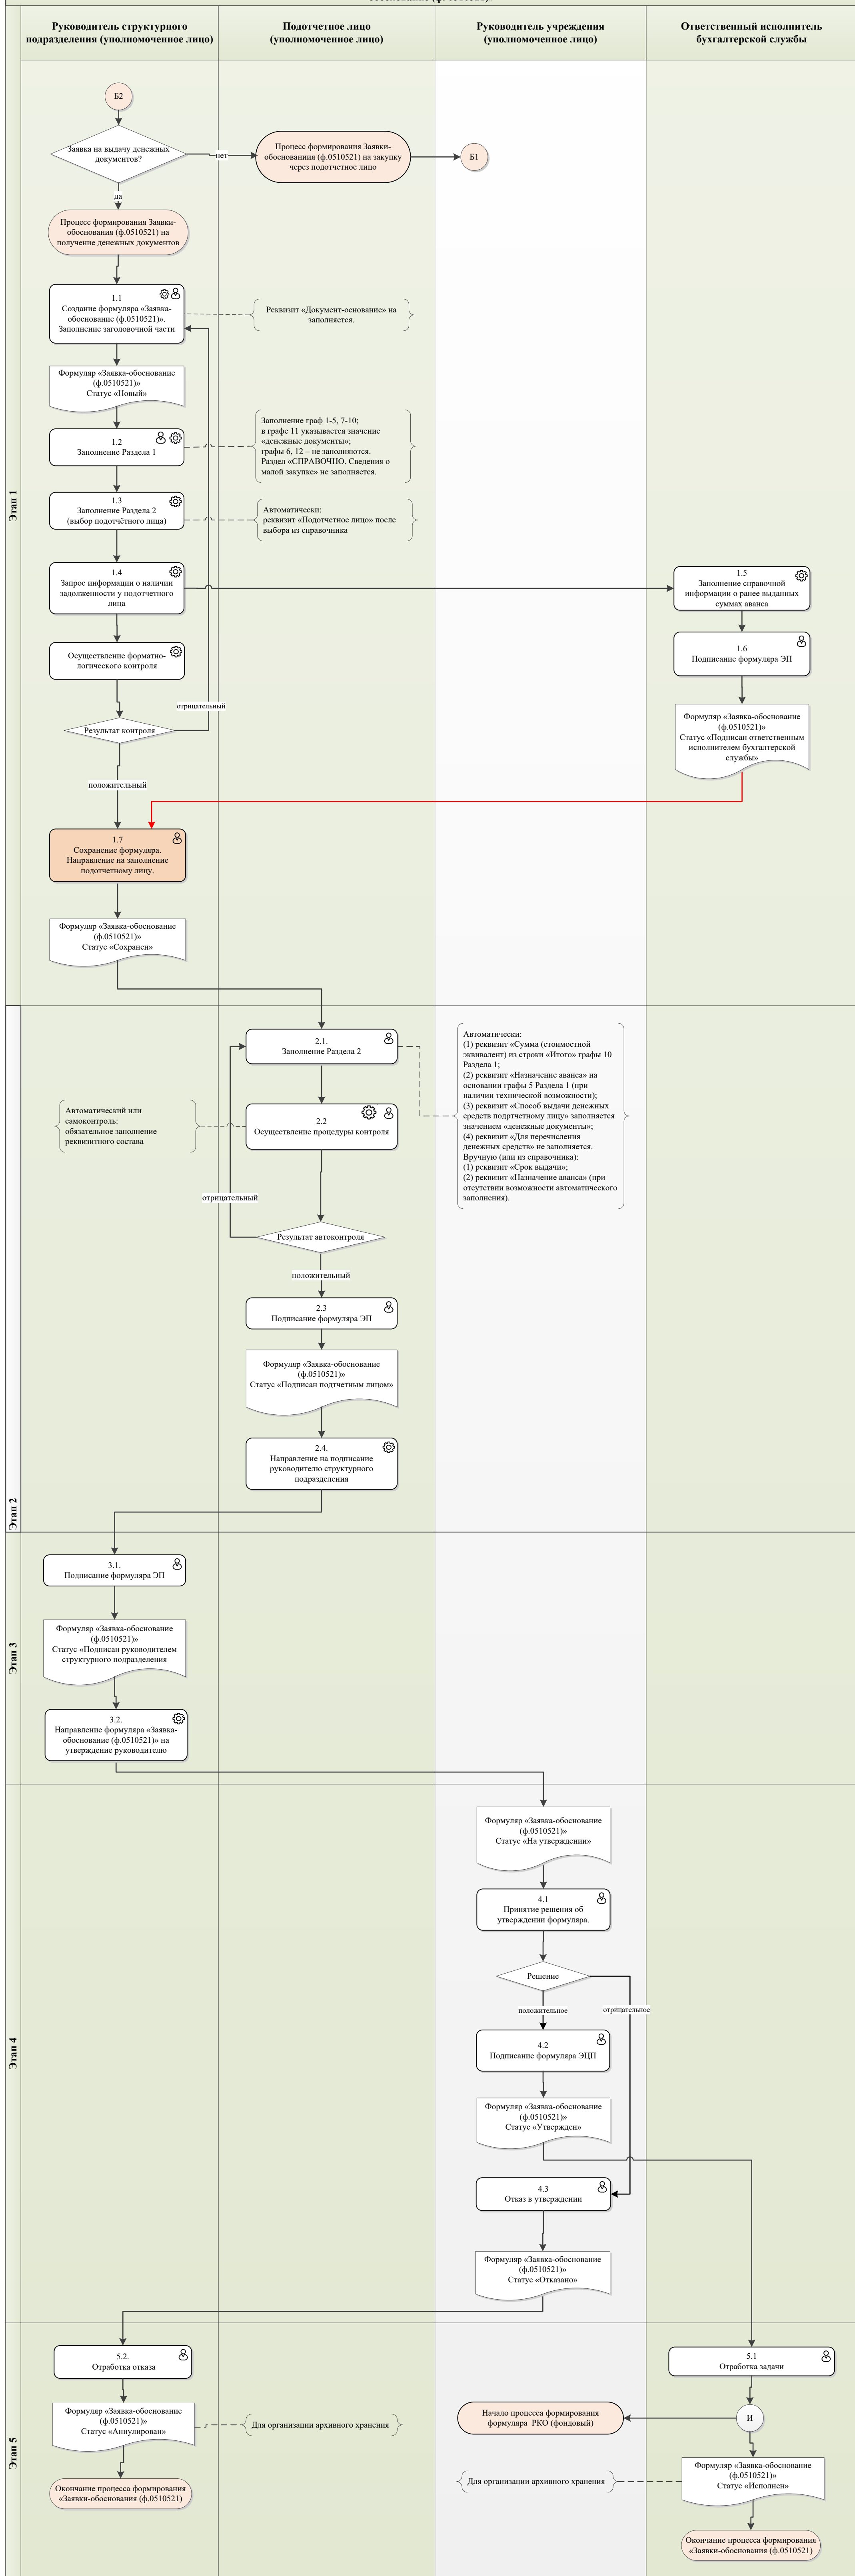 Руководитель структурного
подразделения (уполномоченное лицо)
Подотчетное лицо
(уполномоченное лицо)
Руководитель учреждения
(уполномоченное лицо)
Ответственный исполнитель
бухгалтерской службы
Этап 1
Б2
Заявка на выдачу денежных
документов?
нет
Процесс формирования Заявки-
обоснованиния (ф.0510521) на закупку
через подотчетное лицо
Б1
да
Процесс формирования Заявки-
обоснования (ф.0510521) на
получение денежных документов
1.1
Создание формуляра «Заявка-
обоснование (ф.0510521)».
Заполнение заголовочной части
Реквизит «Документ-основание» на
заполняется.
Формуляр «Заявка-обоснование
(ф.0510521)»
Статус «Новый»
1.2
Заполнение Раздела 1
Заполнение граф 1-5, 7-10;
в графе 11 указывается значение
«денежные документы»;
графы 6, 12 – не заполняются.
Раздел «СПРАВОЧНО. Сведения о
малой закупке» не заполняется.
1.3
Заполнение Раздела 2
(выбор подотчётного лица)
Автоматически:
реквизит «Подотчетное лицо» после
выбора из справочника
1.4
Запрос информации о наличии
задолженности у подотчетного
лица
1.5
Заполнение справочной
информации о ранее выданных
суммах аванса
Осуществление форматно-
логического контроля
1.6
Подписание формуляра ЭП
отрицательный
Результат контроля
Формуляр «Заявка-обоснование
(ф.0510521)»
Статус «Подписан ответственным
исполнителем бухгалтерской
службы»
положительный
1.7
Сохранение формуляра.
Направление на заполнение
подотчетному лицу.
Формуляр «Заявка-обоснование
(ф.0510521)»
Статус «Сохранен»
Этап 2
2.1.
Заполнение Раздела 2
Автоматически:
(1) реквизит «Сумма (стоимостной
эквивалент) из строки «Итого» графы 10
Раздела 1;
(2) реквизит «Назначение аванса» на
основании графы 5 Раздела 1 (при
наличии технической возможности);
(3) реквизит «Способ выдачи денежных
средств подтретчному лицу» заполняется
значением «денежные документы»;
(4) реквизит «Для перечисления
денежных средств» не заполняется.
Вручную (или из справочника):
(1) реквизит «Срок выдачи»;
(2) реквизит «Назначение аванса» (при
отсутствии возможности автоматического
заполнения).
Автоматический или
самоконтроль:
обязательное заполнение
реквизитного состава
2.2
Осуществление процедуры контроля
отрицательный
Результат автоконтроля
положительный
2.3
Подписание формуляра ЭП
Формуляр «Заявка-обоснование
(ф.0510521)»
Статус «Подписан подтчетным лицом»
2.4.
Направление на подписание
руководителю структурного
подразделения
Этап 3
3.1.
Подписание формуляра ЭП
Формуляр «Заявка-обоснование
(ф.0510521)»
Статус «Подписан руководителем
структурного подразделения
3.2.
Направление формуляра «Заявка-
обоснование (ф.0510521)» на
утверждение руководителю
Этап 4
Формуляр «Заявка-обоснование
(ф.0510521)»
Статус «На утверждении»
4.1
Принятие решения об
утверждении формуляра.
Решение
положительное
отрицательное
4.2
Подписание формуляра ЭЦП
Формуляр «Заявка-обоснование
(ф.0510521)»
Статус «Утвержден»
4.3
Отказ в утверждении
Формуляр «Заявка-обоснование
(ф.0510521)»
Статус «Отказано»
Этап 5
5.2.
Отработка отказа
5.1
Отработка задачи
Формуляр «Заявка-обоснование
(ф.0510521)»
Статус «Аннулирован»
Для организации архивного хранения
Начало процесса формирования
формуляра РКО (фондовый)
И
Формуляр «Заявка-обоснование
(ф.0510521)»
Статус «Исполнен»
Для организации архивного хранения
Окончание процесса формирования
«Заявки-обоснования (ф.0510521)
Окончание процесса формирования
«Заявки-обоснования (ф.0510521)